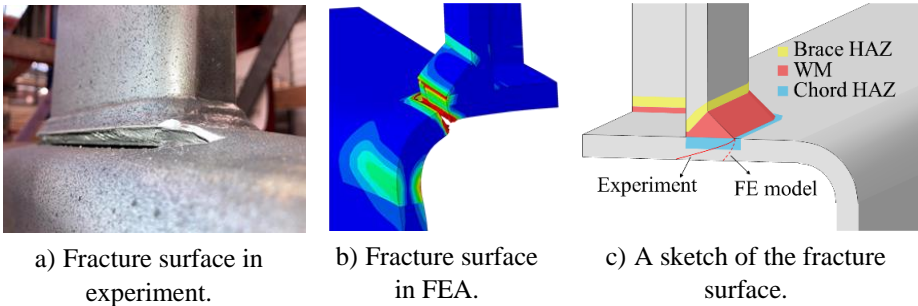 Brace HAZ
WM
Chord HAZ
Experiment
FE model
a) Fracture surface in
experiment.
b) Fracture surface
in FEA.
c) A sketch of the fracture
surface.